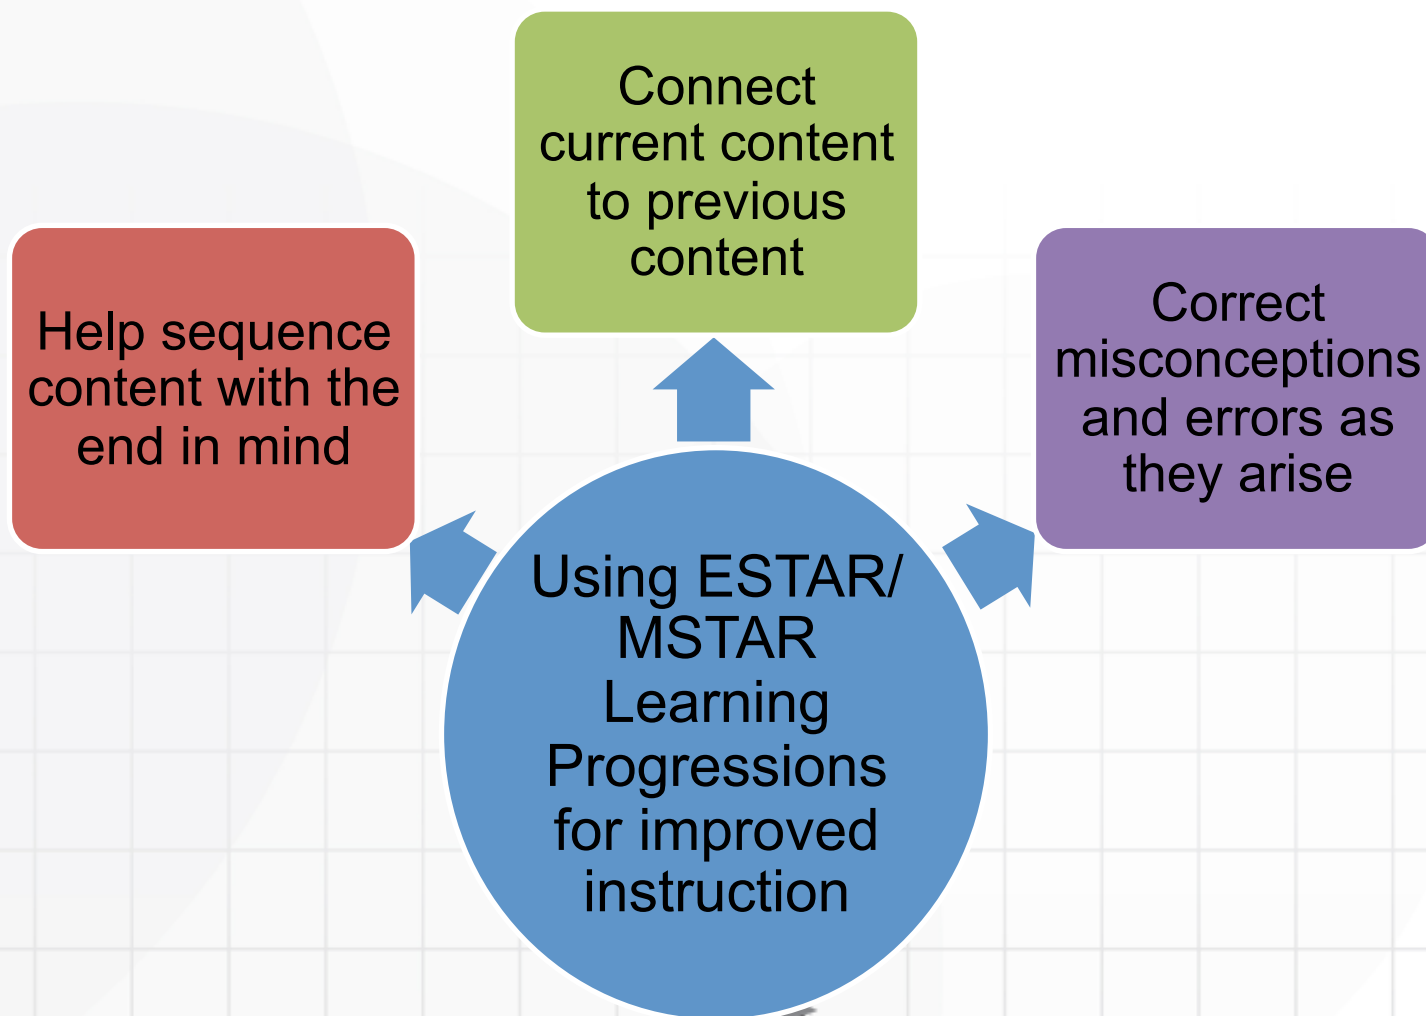 Connect
current content
to previous
content
Help sequence
content with the
end in mind
Correct
misconceptions
and errors as
they arise
Using ESTAR/
MSTAR
Learning
Progressions
for improved
instruction